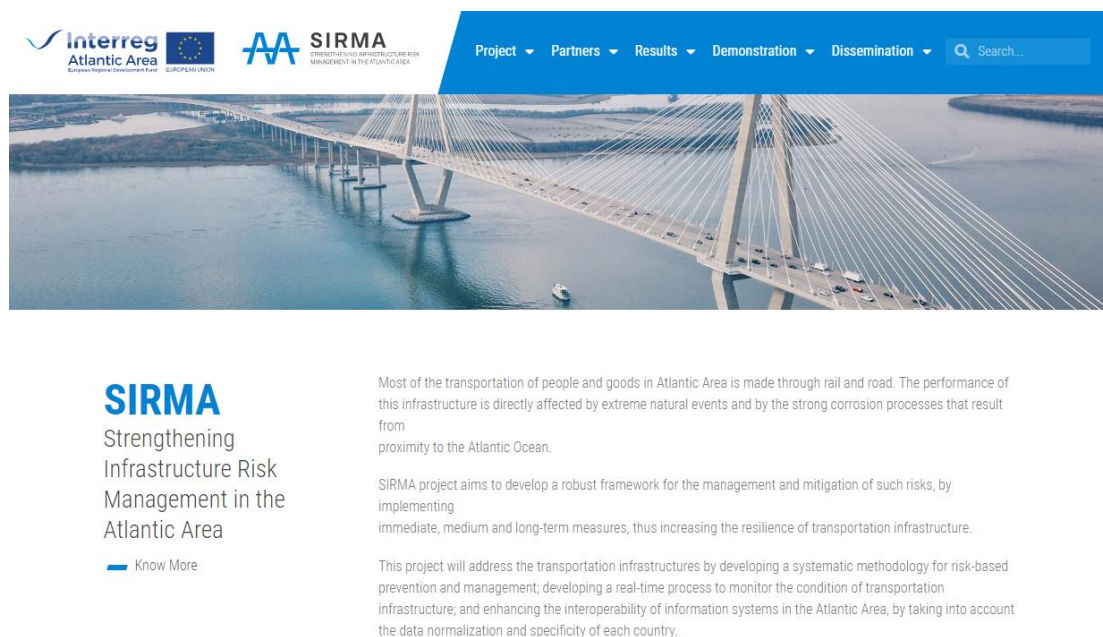 Interreg
Atlantic Area
European Regional Development Fund
EUROPEAN UNION
SIRMA
STRENGTHENING INFRASTRUCTURE RISK
MANAGEMENT IN THE ATLANTIC AREA
Project Partners Results Demonstration Dissemination Search...
SIRMA
Strengthening
Infrastructure Risk
Management in the
Atlantic Area
Know More
Most of the transportation of people and goods in Atlantic Area is made through rail and road. The performance of
this infrastructure is directly affected by extreme natural events and by the strong corrosion processes that result
from
proximity to the Atlantic Ocean.
SIRMA project aims to develop a robust framework for the management and mitigation of such risks, by
implementing
immediate, medium and long-term measures, thus increasing the resilience of transportation infrastructure.
This project will address the transportation infrastructures by developing a systematic methodology for risk-based
prevention and management; developing a real-time process to monitor the condition of transportation
infrastructure; and enhancing the interoperability of information systems in the Atlantic Area, by taking into account
the data normalization and specificity of each country.